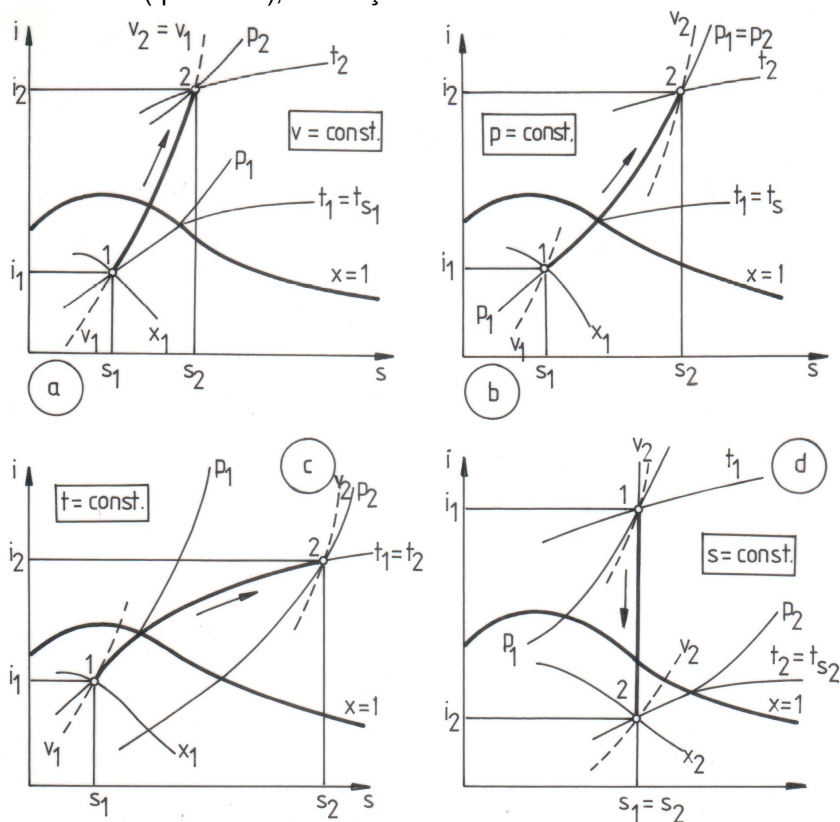 i
v₂ = v₁
p₂
2
t₂
i₂
v = const.
p₁
t₁ = tₛ₁
i₁
1
x = 1
v₁
x₁
s₁
s₂
s
a
i
v₂
p₁ = p₂
t₂
2
i₂
p = const.
t₁ = tₛ
i₁
1
x = 1
p₁
v₁
x₁
s₁
s₂
s
b
i
c
p₁
t = const.
v₂
p₂
i₂
2
t₁ = t₂
i₁
1
x = 1
v₁
x₁
s₁
s₂
s
i
v₂
t₁
d
i₁
1
s = const.
p₁
p₂
v₂
t₂ = tₛ₂
2
x = 1
i₂
x₂
s₁ = s₂